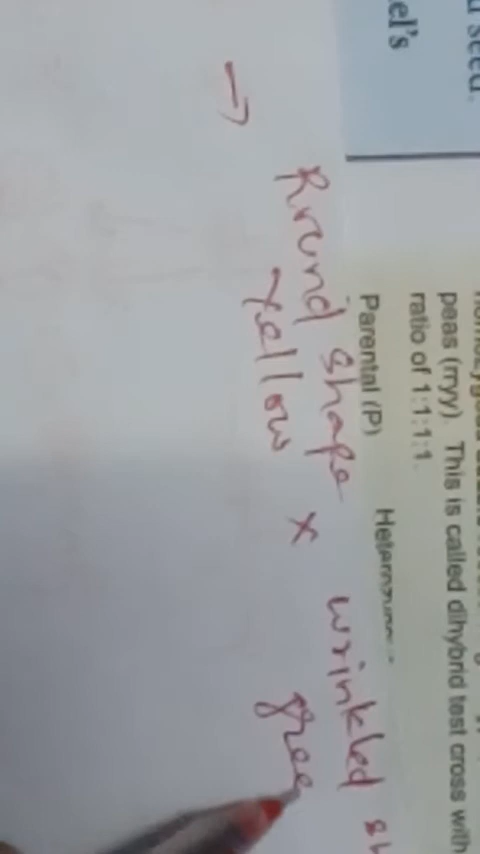 seed.
el's
peas (rryy). This is called dihybrid test cross with
ratio of 1:1:1:1.
Parental (P)
→ Round shape wrinkled
yellow × gree